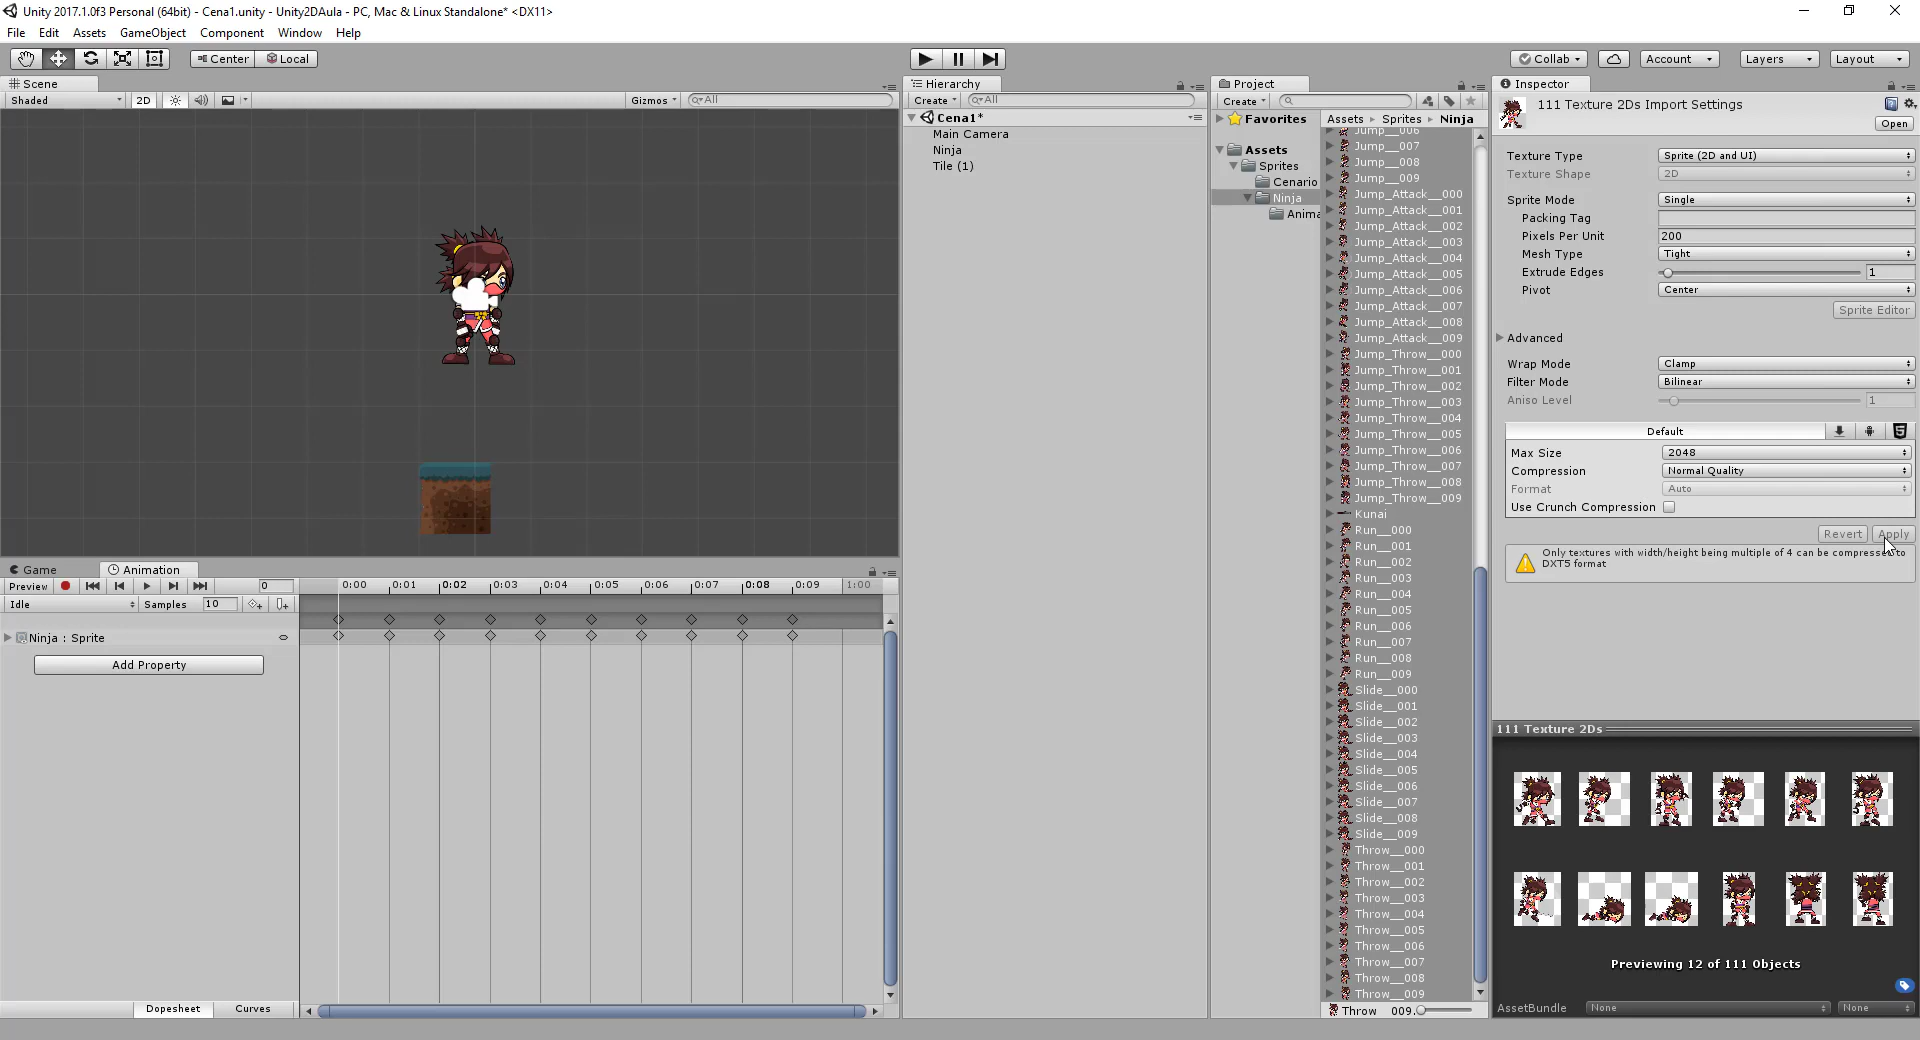 Unity 2017.1.0f3 Personal (64bit) - Cena1.unity - Unity2DAula - PC, Mac & Linux Standalone* <DX11>
File Edit Assets GameObject Component Window Help
Center Local
Collab Account Layers Layout
Scene
Shaded 2D Gizmos All
Hierarchy
Create All
Cena1*
Main Camera
Ninja
Tile (1)
Project
Create
Favorites
Assets
Sprites
Cenario
Ninja
Anima
Assets Sprites Ninja
Jump__006
Jump__007
Jump__008
Jump__009
Jump_Attack__000
Jump_Attack__001
Jump_Attack__002
Jump_Attack__003
Jump_Attack__004
Jump_Attack__005
Jump_Attack__006
Jump_Attack__007
Jump_Attack__008
Jump_Attack__009
Jump_Throw__000
Jump_Throw__001
Jump_Throw__002
Jump_Throw__003
Jump_Throw__004
Jump_Throw__005
Jump_Throw__006
Jump_Throw__007
Jump_Throw__008
Jump_Throw__009
Kunai
Run__000
Run__001
Run__002
Run__003
Run__004
Run__005
Run__006
Run__007
Run__008
Run__009
Slide__000
Slide__001
Slide__002
Slide__003
Slide__004
Slide__005
Slide__006
Slide__007
Slide__008
Slide__009
Throw__000
Throw__001
Throw__002
Throw__003
Throw__004
Throw__005
Throw__006
Throw__007
Throw__008
Throw__009
Throw 009.
Inspector
111 Texture 2Ds Import Settings
Open
Texture Type Sprite (2D and UI)
Texture Shape 2D
Sprite Mode Single
Packing Tag
Pixels Per Unit 200
Mesh Type Tight
Extrude Edges 1
Pivot Center
Sprite Editor
Advanced
Wrap Mode Clamp
Filter Mode Bilinear
Aniso Level 1
Default
Max Size 2048
Compression Normal Quality
Format Auto
Use Crunch Compression
Revert Apply
Only textures with width/height being multiple of 4 can be compressed to
DXT5 format
111 Texture 2Ds
Previewing 12 of 111 Objects
AssetBundle None None
Game Animation
Preview 0 0:00 0:01 0:02 0:03 0:04 0:05 0:06 0:07 0:08 0:09 1:00
Idle Samples 10
Ninja : Sprite
Add Property
Dopesheet Curves